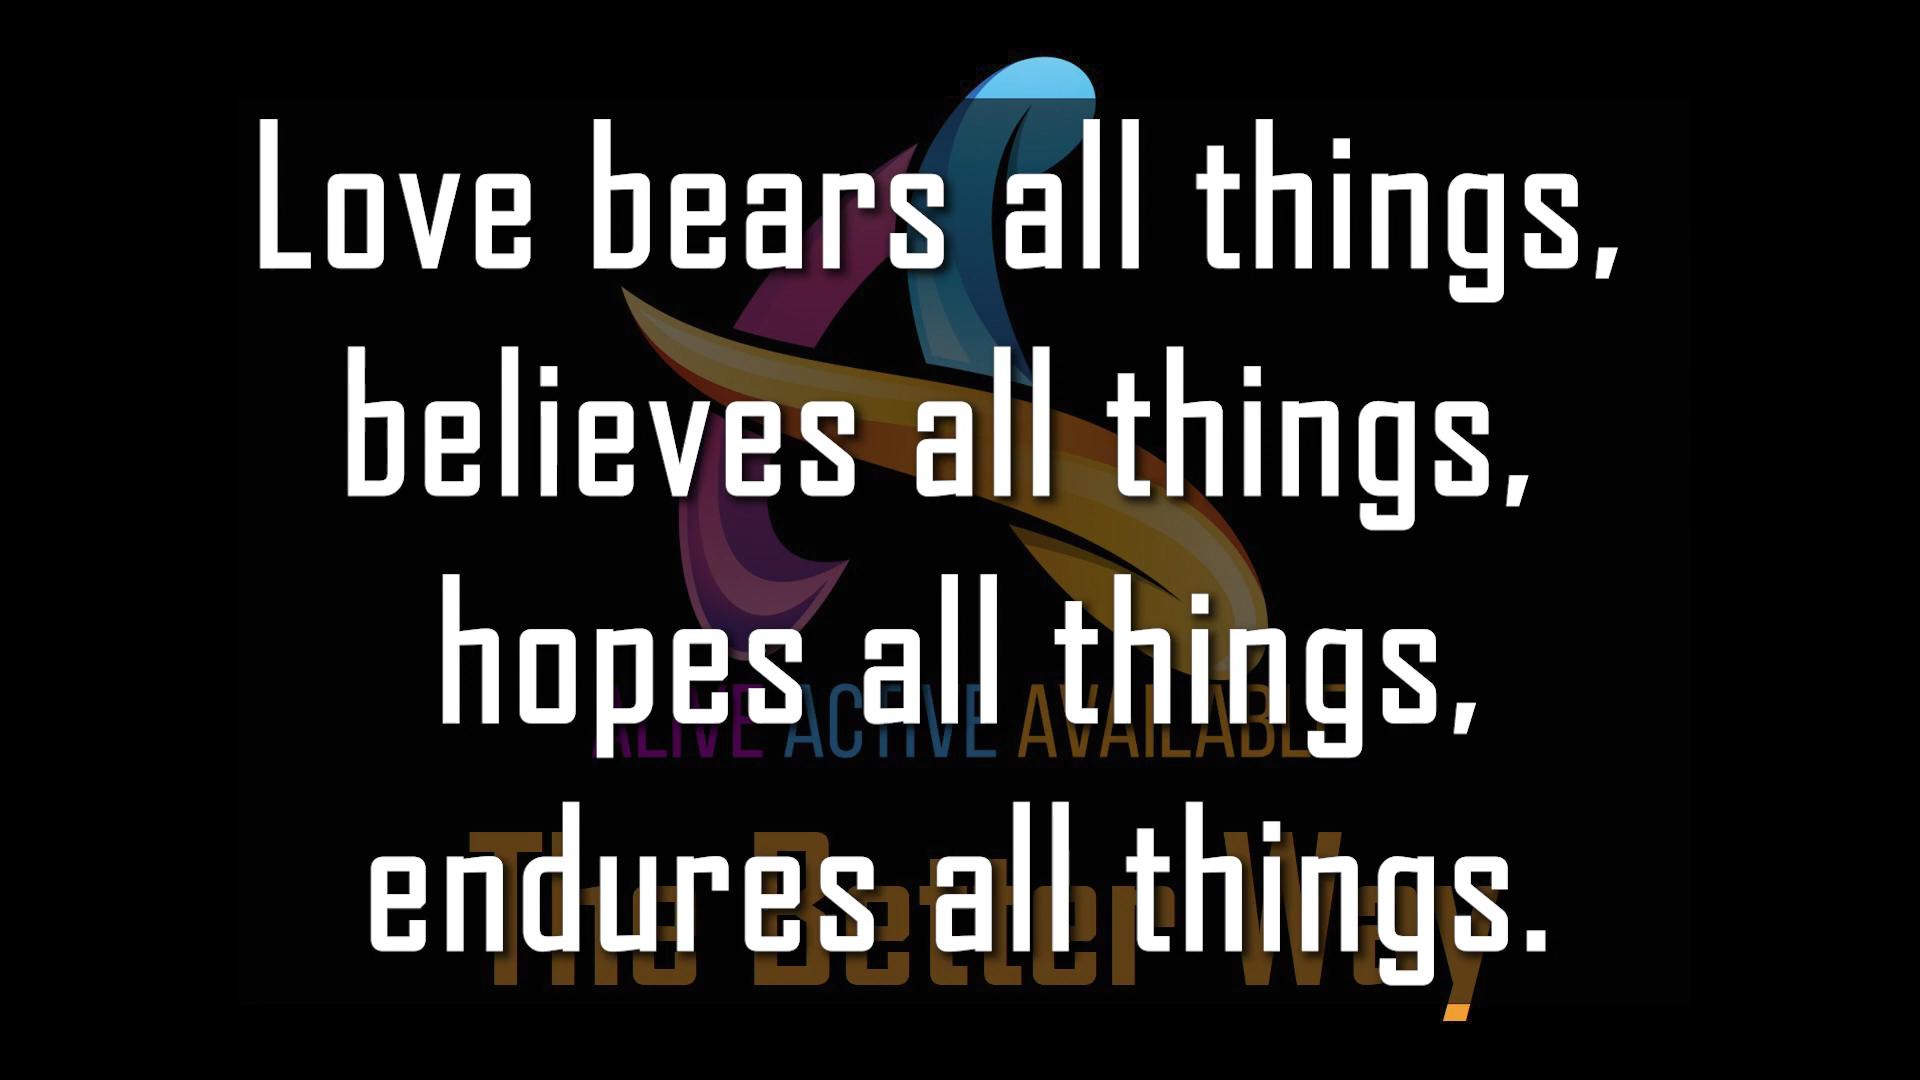 Love bears all things,
believes all things,
hopes all things,
ALIVE ACTIVE AVAILABLE
endures all things.
The Better Way